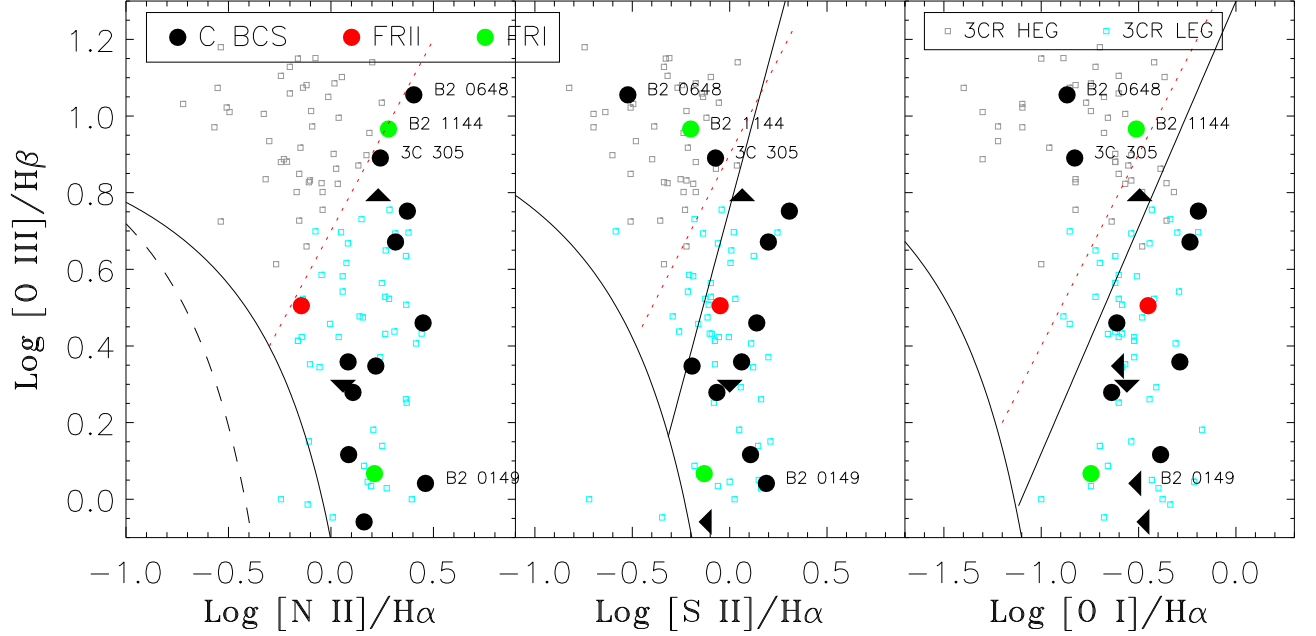 C BCS FRII FRI
3CR HEG 3CR LEG
Log [O III]/Hβ
1.2
1.0
0.8
0.6
0.4
0.2
0.0
B2 0648
B2 1144
3C 305
B2 0149
B2 0648
B2 1144
3C 305
B2 0149
B2 0648
B2 1144
3C 305
B2 0149
−1.0 −0.5 0.0 0.5
−1.0 −0.5 0.0 0.5
−1.5 −1.0 −0.5 0.0
Log [N II]/Hα
Log [S II]/Hα
Log [O I]/Hα